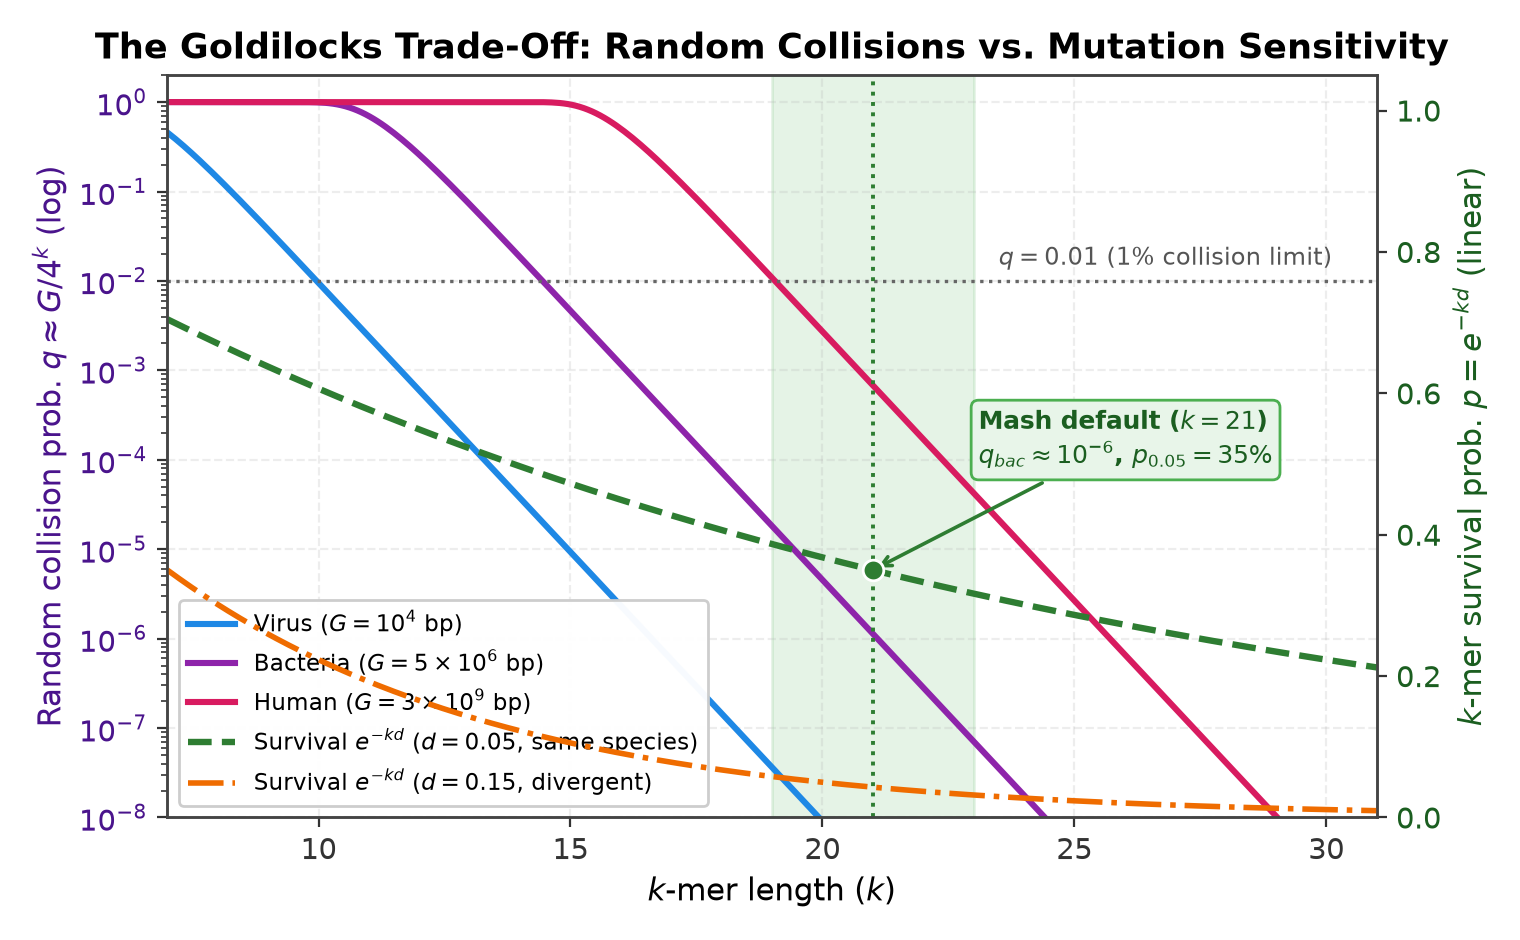 The Goldilocks Trade-Off: Random Collisions vs. Mutation Sensitivity
Random collision prob. q ≈ G/4^k (log)
10^0
10^-1
10^-2
10^-3
10^-4
10^-5
10^-6
10^-7
10^-8
q = 0.01 (1% collision limit)
Mash default (k = 21)
q_bac ≈ 10^-6, p_0.05 = 35%
Virus (G = 10^4 bp)
Bacteria (G = 5 × 10^6 bp)
Human (G = 3 × 10^9 bp)
Survival e^-kd (d = 0.05, same species)
Survival e^-kd (d = 0.15, divergent)
1.0
0.8
0.6
0.4
0.2
0.0
k-mer survival prob. p = e^-kd (linear)
10 15 20 25 30
k-mer length (k)